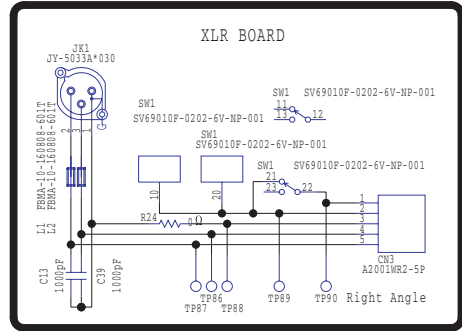 XLR BOARD
JK1
JY-5033A*030
G
2
3
1
L1 FBMA-10-160808-601T
L2 FBMA-10-160808-601T
SW1
SV69010F-0202-6V-NP-001
SW1
SV69010F-0202-6V-NP-001
11
13
12
SW1
SV69010F-0202-6V-NP-001
10
20
SW1
SV69010F-0202-6V-NP-001
21
23
22
R24
0Ω
1
2
3
4
5
CN3
A2001WR2-5P
C13
1000pF
C39
1000pF
TP87
TP86
TP88
TP89
TP90
Right Angle